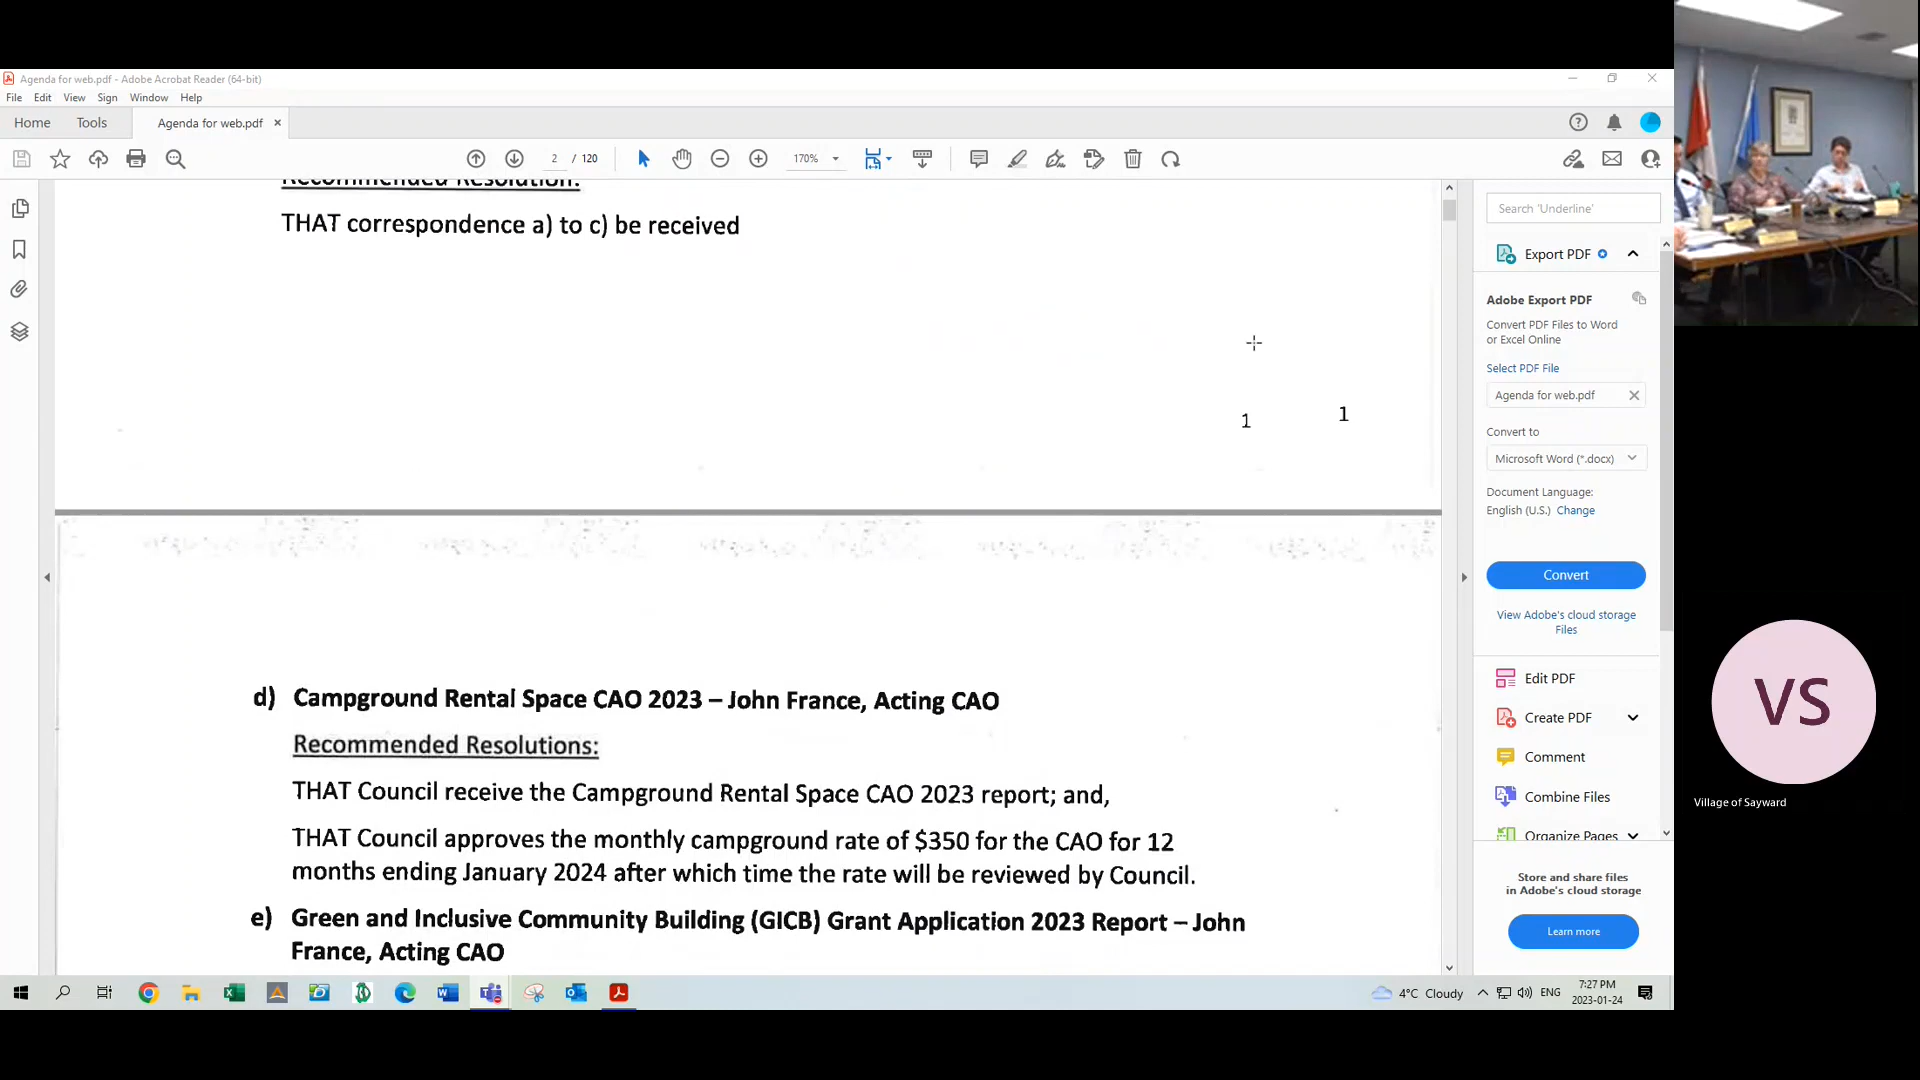 Agenda for web.pdf - Adobe Acrobat Reader (64-bit)
File Edit View Sign Window Help
Home Tools Agenda for web.pdf
2 / 120 170%
Recommended Resolution:
THAT correspondence a) to c) be received
1 1
d) Campground Rental Space CAO 2023 – John France, Acting CAO
Recommended Resolutions:
THAT Council receive the Campground Rental Space CAO 2023 report; and,
THAT Council approves the monthly campground rate of $350 for the CAO for 12
months ending January 2024 after which time the rate will be reviewed by Council.
e) Green and Inclusive Community Building (GICB) Grant Application 2023 Report – John
France, Acting CAO
Search 'Underline'
Export PDF
Adobe Export PDF
Convert PDF Files to Word
or Excel Online
Select PDF File
Agenda for web.pdf
Convert to
Microsoft Word (*.docx)
Document Language:
English (U.S.) Change
Convert
View Adobe's cloud storage
Files
Edit PDF
Create PDF
Comment
Combine Files
Organize Pages
Store and share files
in Adobe's cloud storage
Learn more
VS
Village of Sayward
4°C Cloudy
ENG
7:27 PM
2023-01-24